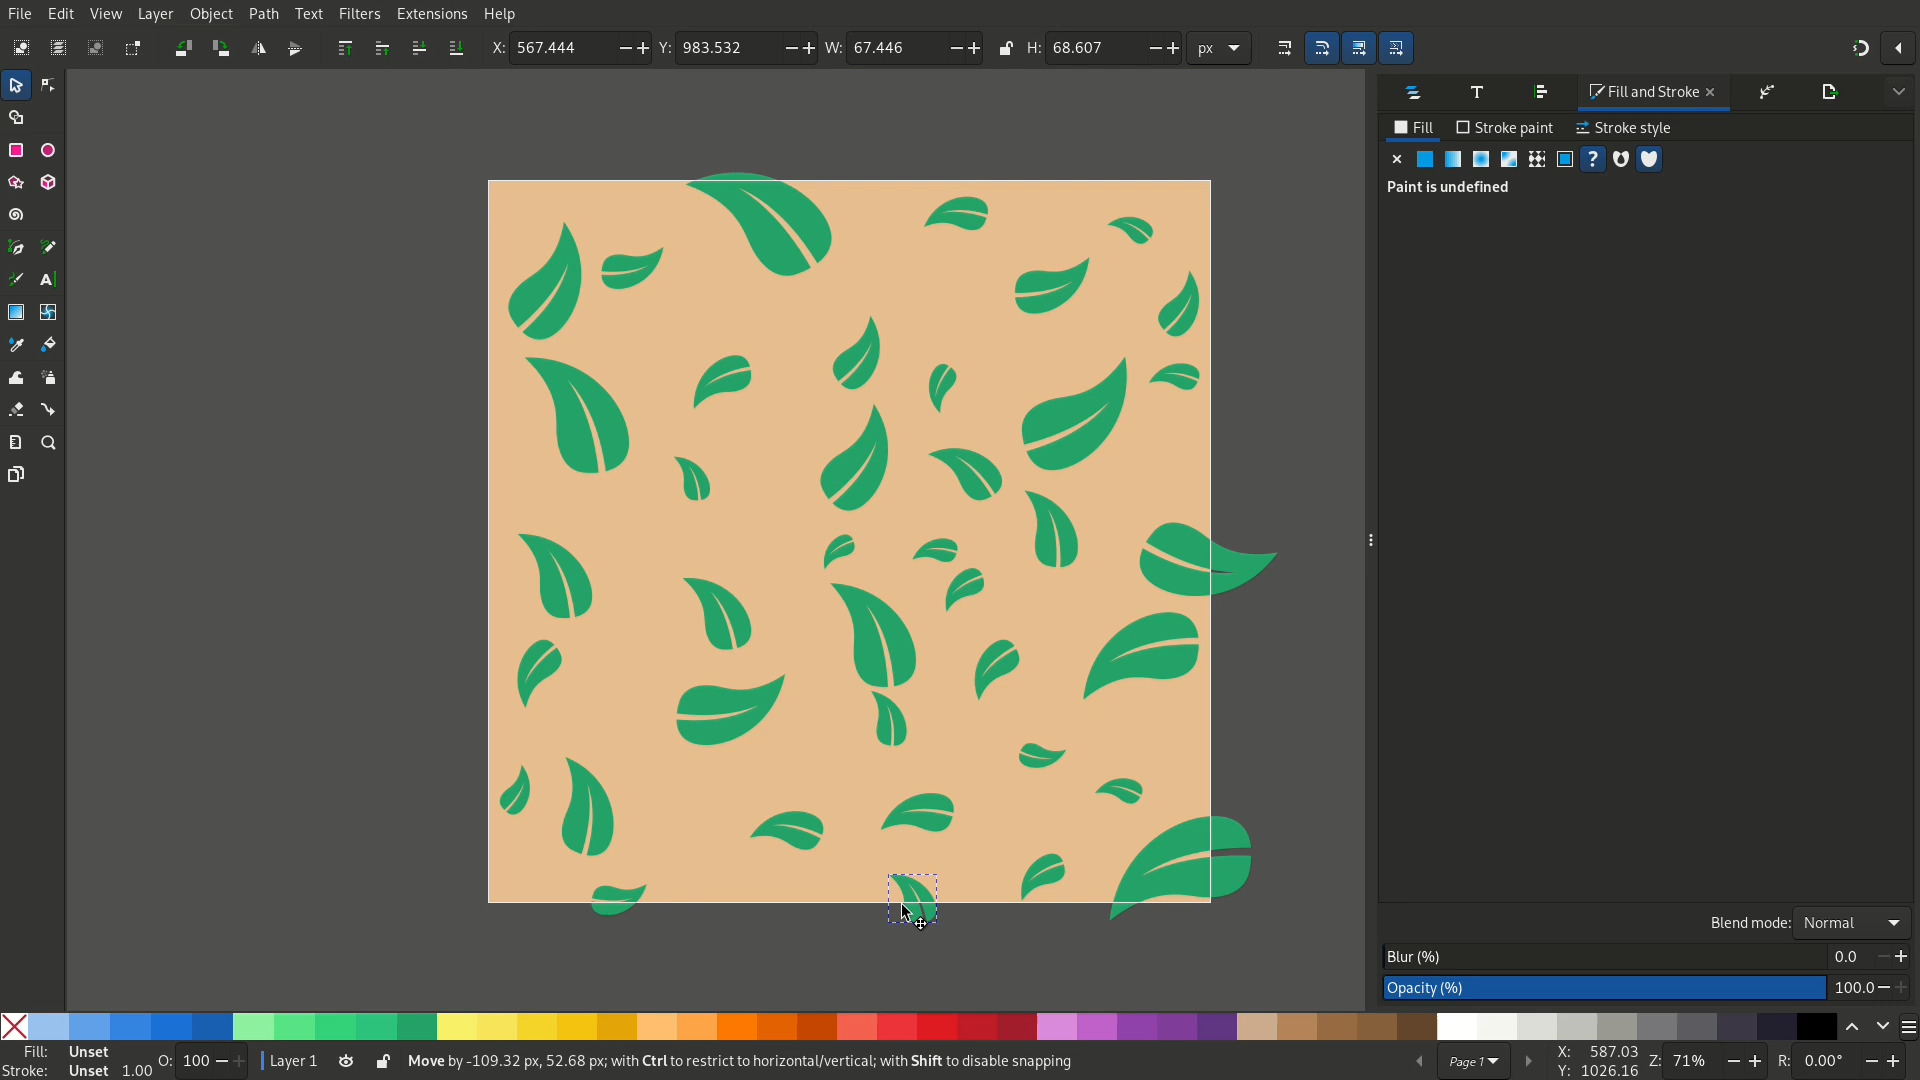 File Edit View Layer Object Path Text Filters Extensions Help
X: 567.444 Y: 983.532 W: 67.446 H: 68.607 px
Fill and Stroke
Fill Stroke paint Stroke style
?
Paint is undefined
A
Blend mode: Normal
Blur (%) 0.0
Opacity (%) 100.0
Fill: Unset
Stroke: Unset 1.00
O: 100
Layer 1
Move by -109.32 px, 52.68 px; with Ctrl to restrict to horizontal/vertical; with Shift to disable snapping
Page 1
X: 587.03
Y: 1026.16
Z: 71%
R: 0.00°